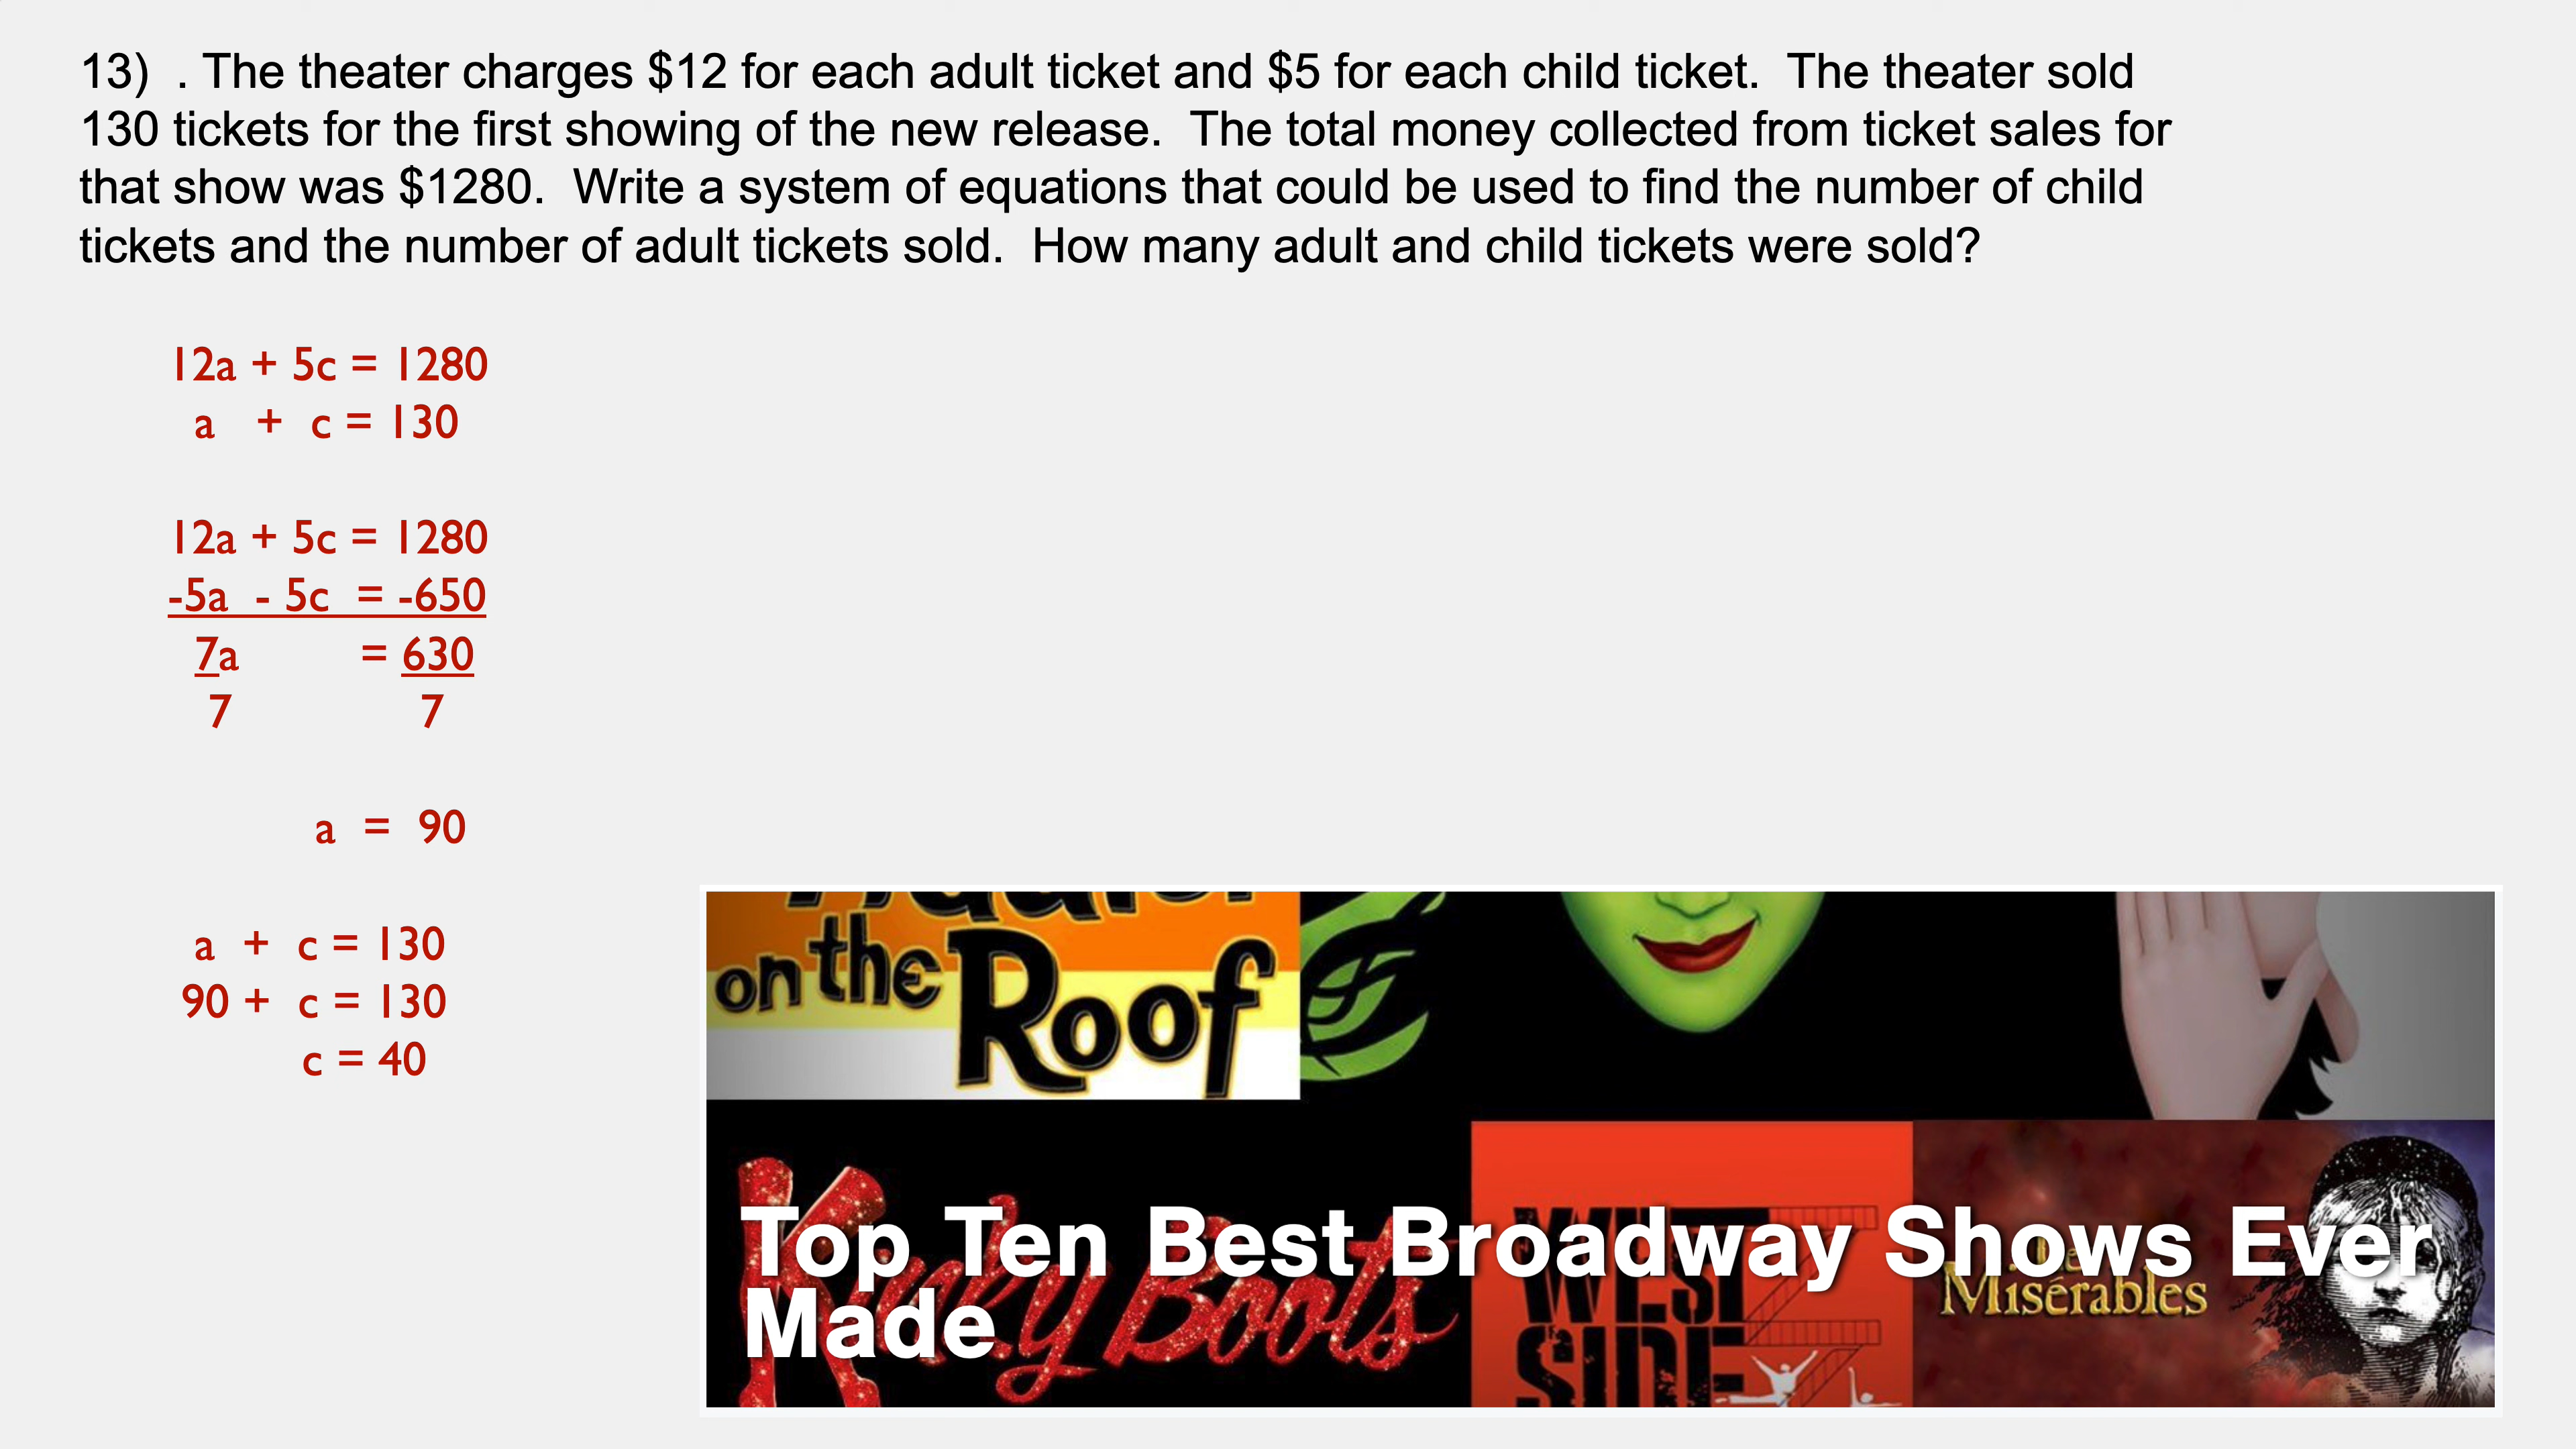 13)  . The theater charges $12 for each adult ticket and $5 for each child ticket.  The theater sold
130 tickets for the first showing of the new release.  The total money collected from ticket sales for
that show was $1280.  Write a system of equations that could be used to find the number of child
tickets and the number of adult tickets sold.  How many adult and child tickets were sold?
12a + 5c = 1280
a + c = 130
12a + 5c = 1280
-5a - 5c = -650
7a = 630
7 7
a = 90
a + c = 130
90 + c = 130
c = 40
on the
Roof
Top Ten Best Broadway Shows Ever
Made
Kinky Boots
WEST
SIDE
Les
Misérables